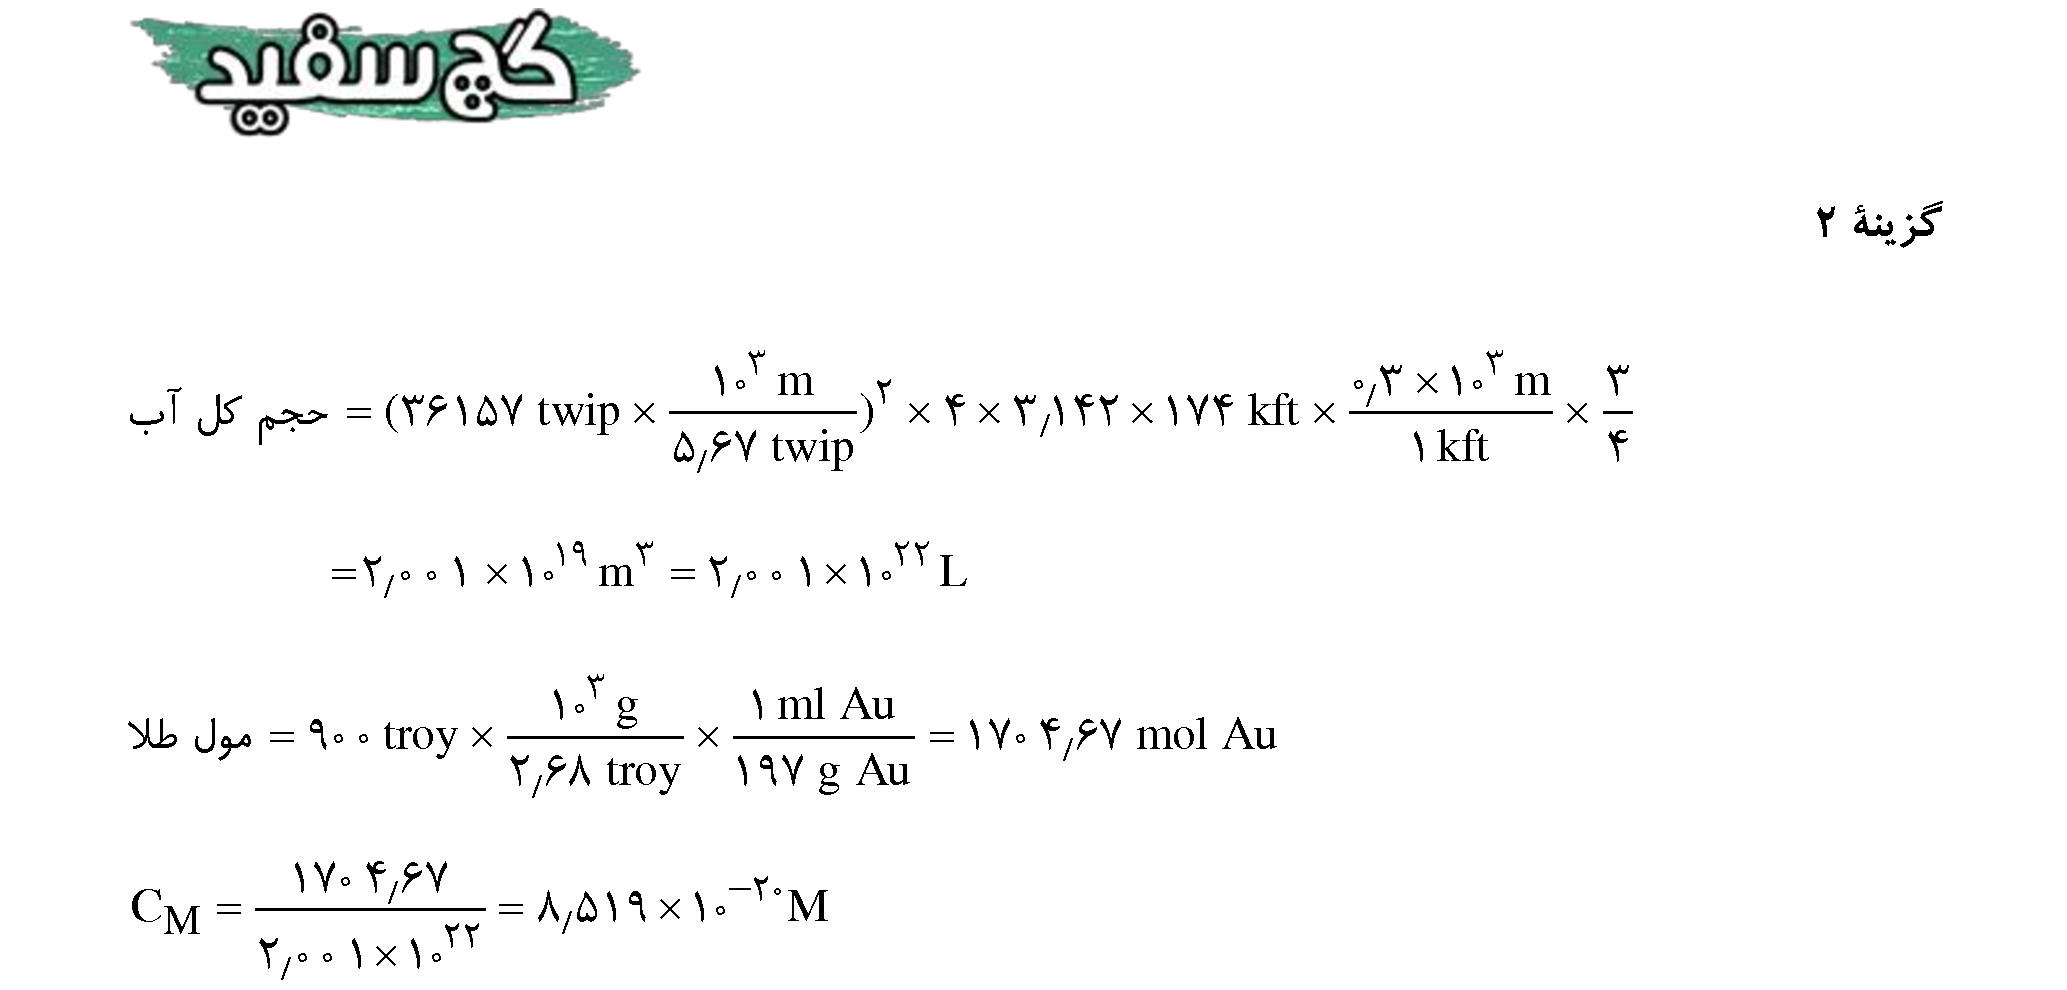 گچ سفید
گزینهٔ ۲
حجم کل آب = (۳۶۱۵۷ twip × ۱۰^۳ m / ۵/۶۷ twip)^۲ × ۴ × ۳/۱۴۲ × ۱۷۴ kft × ۰/۳ × ۱۰^۳ m / ۱ kft × ۳/۴
= ۲/۰۰۱ × ۱۰^۱۹ m^۳ = ۲/۰۰۱ × ۱۰^۲۲ L
مول طلا = ۹۰۰ troy × ۱۰^۳ g / ۲/۶۸ troy × ۱ ml Au / ۱۹۷ g Au = ۱۷۰۴/۶۷ mol Au
C_M = ۱۷۰۴/۶۷ / ۲/۰۰۱ × ۱۰^۲۲ = ۸/۵۱۹ × ۱۰^−۲۰ M